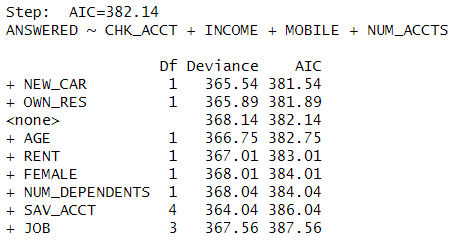 Step:  AIC=382.14
ANSWERED ~ CHK_ACCT + INCOME + MOBILE + NUM_ACCTS
Df Deviance    AIC
+ NEW_CAR         1   365.54 381.54
+ OWN_RES         1   365.89 381.89
<none>                368.14 382.14
+ AGE             1   366.75 382.75
+ RENT            1   367.01 383.01
+ FEMALE          1   368.01 384.01
+ NUM_DEPENDENTS  1   368.04 384.04
+ SAV_ACCT        4   364.04 386.04
+ JOB             3   367.56 387.56